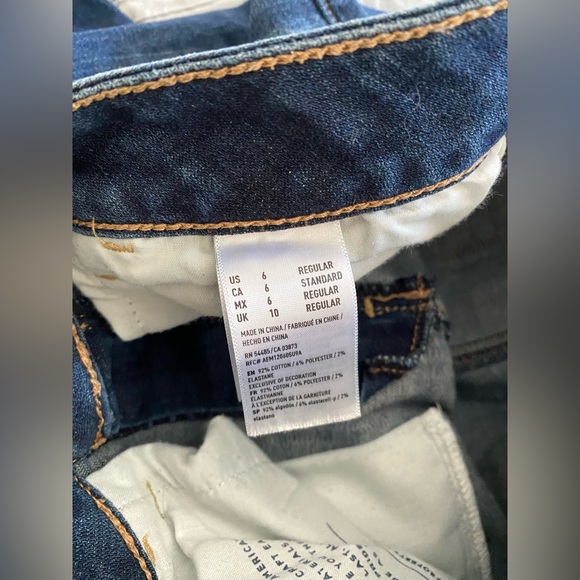 US 6 REGULAR
CA 6 STANDARD
MX 6 REGULAR
UK 10 REGULAR
MADE IN CHINA / FABRIQUÉ EN CHINE /
HECHO EN CHINA
RN 54485/CA 03873
RFC# AEM120605U9A
EN 92% COTTON / 6% POLYESTER / 2%
ELASTANE
EXCLUSIVE OF DECORATION
FR 92% COTON / 6% POLYESTER / 2%
ÉLASTHANNE
À L'EXCEPTION DE LA GARNITURE
SP 92% algodón / 6% elasterell-p / 2%
elastano